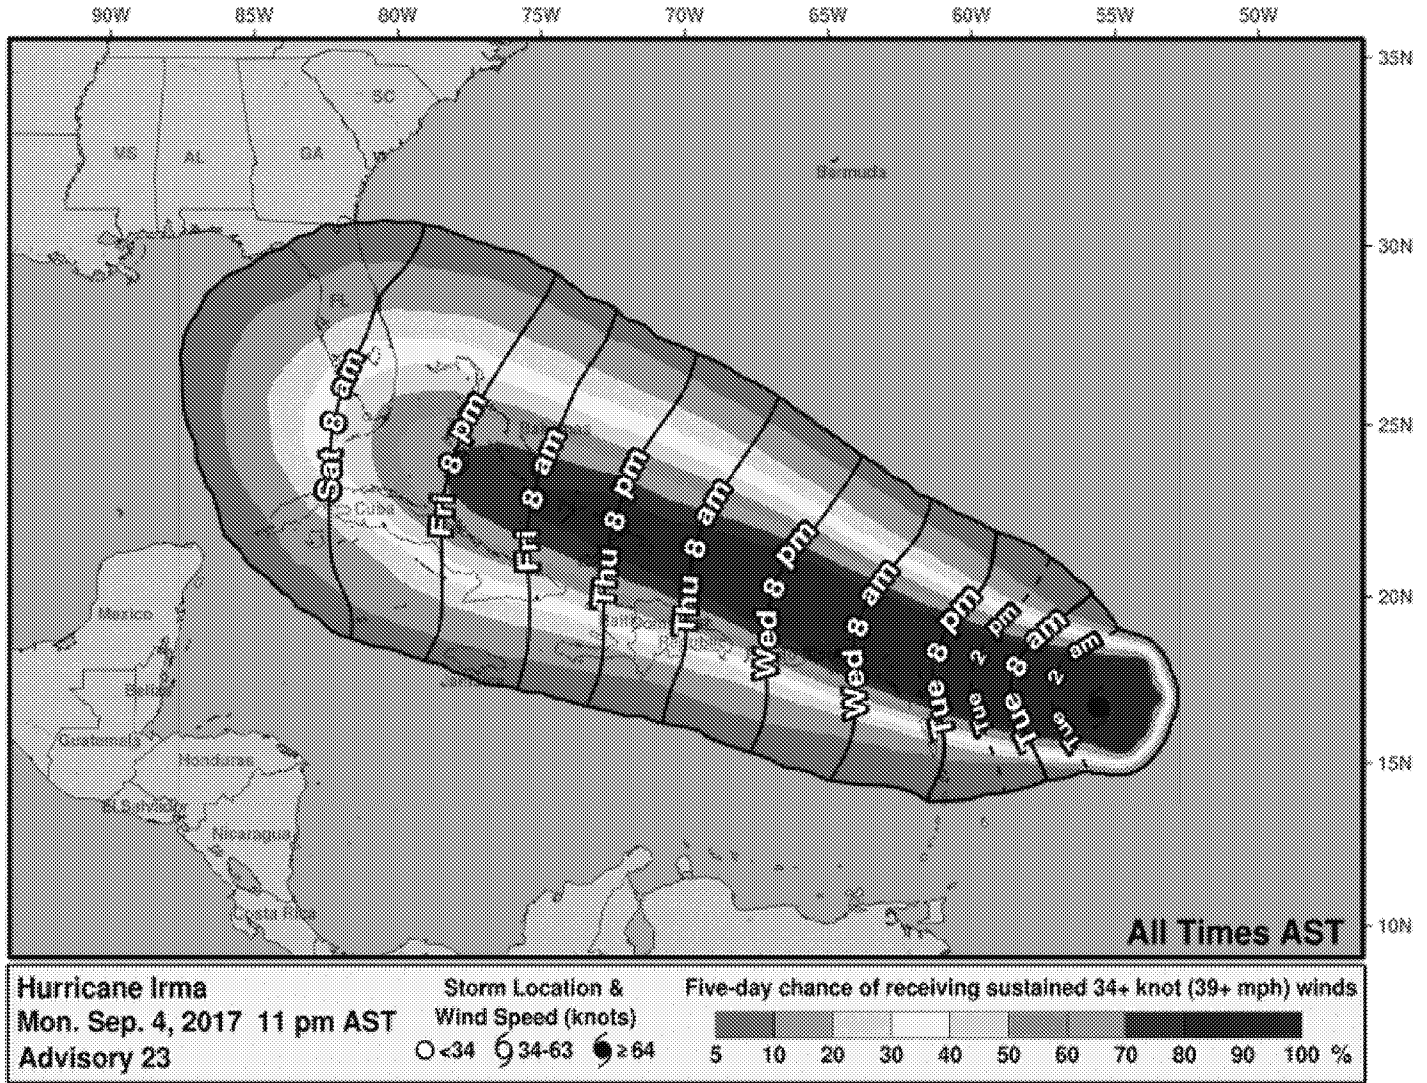 90W 85W 80W 75W 70W 65W 60W 55W 50W
35N
SC
MS AL GA
Bermuda
30N
FL
25N
Bahamas
Cuba
Sat 8 am
Fri 8 pm
Fri 8 am
Thu 8 pm
Thu 8 am
Wed 8 pm
Wed 8 am
Tue 8 pm
Tue 2 pm
Tue 8 am
Tue 2 am
20N
Mexico
Belize
Guatemala
Honduras
15N
El Salvador
Nicaragua
Costa Rica
10N
All Times AST
Hurricane Irma
Mon. Sep. 4, 2017 11 pm AST
Advisory 23
Storm Location &
Wind Speed (knots)
<34 34-63 ≥ 64
Five-day chance of receiving sustained 34+ knot (39+ mph) winds
5 10 20 30 40 50 60 70 80 90 100 %